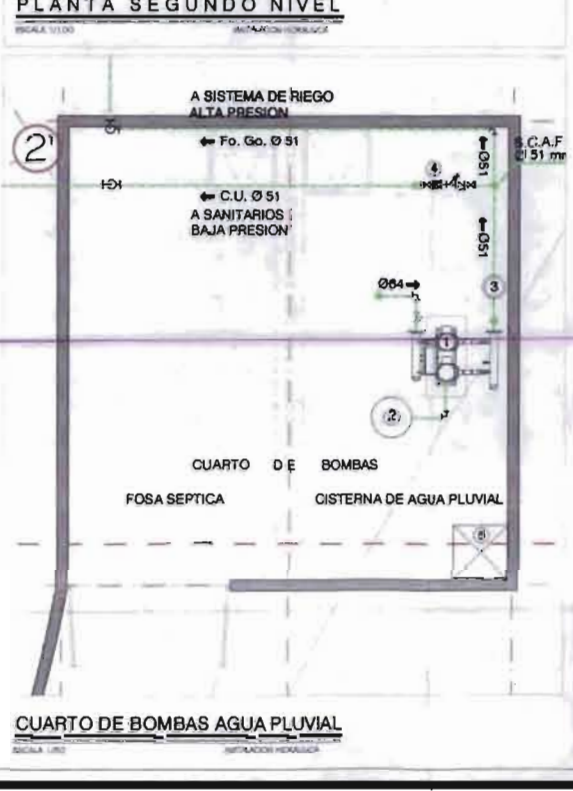 PLANTA SEGUNDO NIVEL
A SISTEMA DE RIEGO
ALTA PRESION
Fo. Go. Ø 51
2'
S.C.A.F
Ø 51 mm
Ø51
4
C.U. Ø 51
A SANITARIOS
BAJA PRESION
Ø51
Ø64
3
1
2
CUARTO DE BOMBAS
FOSA SEPTICA
CISTERNA DE AGUA PLUVIAL
CUARTO DE BOMBAS AGUA PLUVIAL